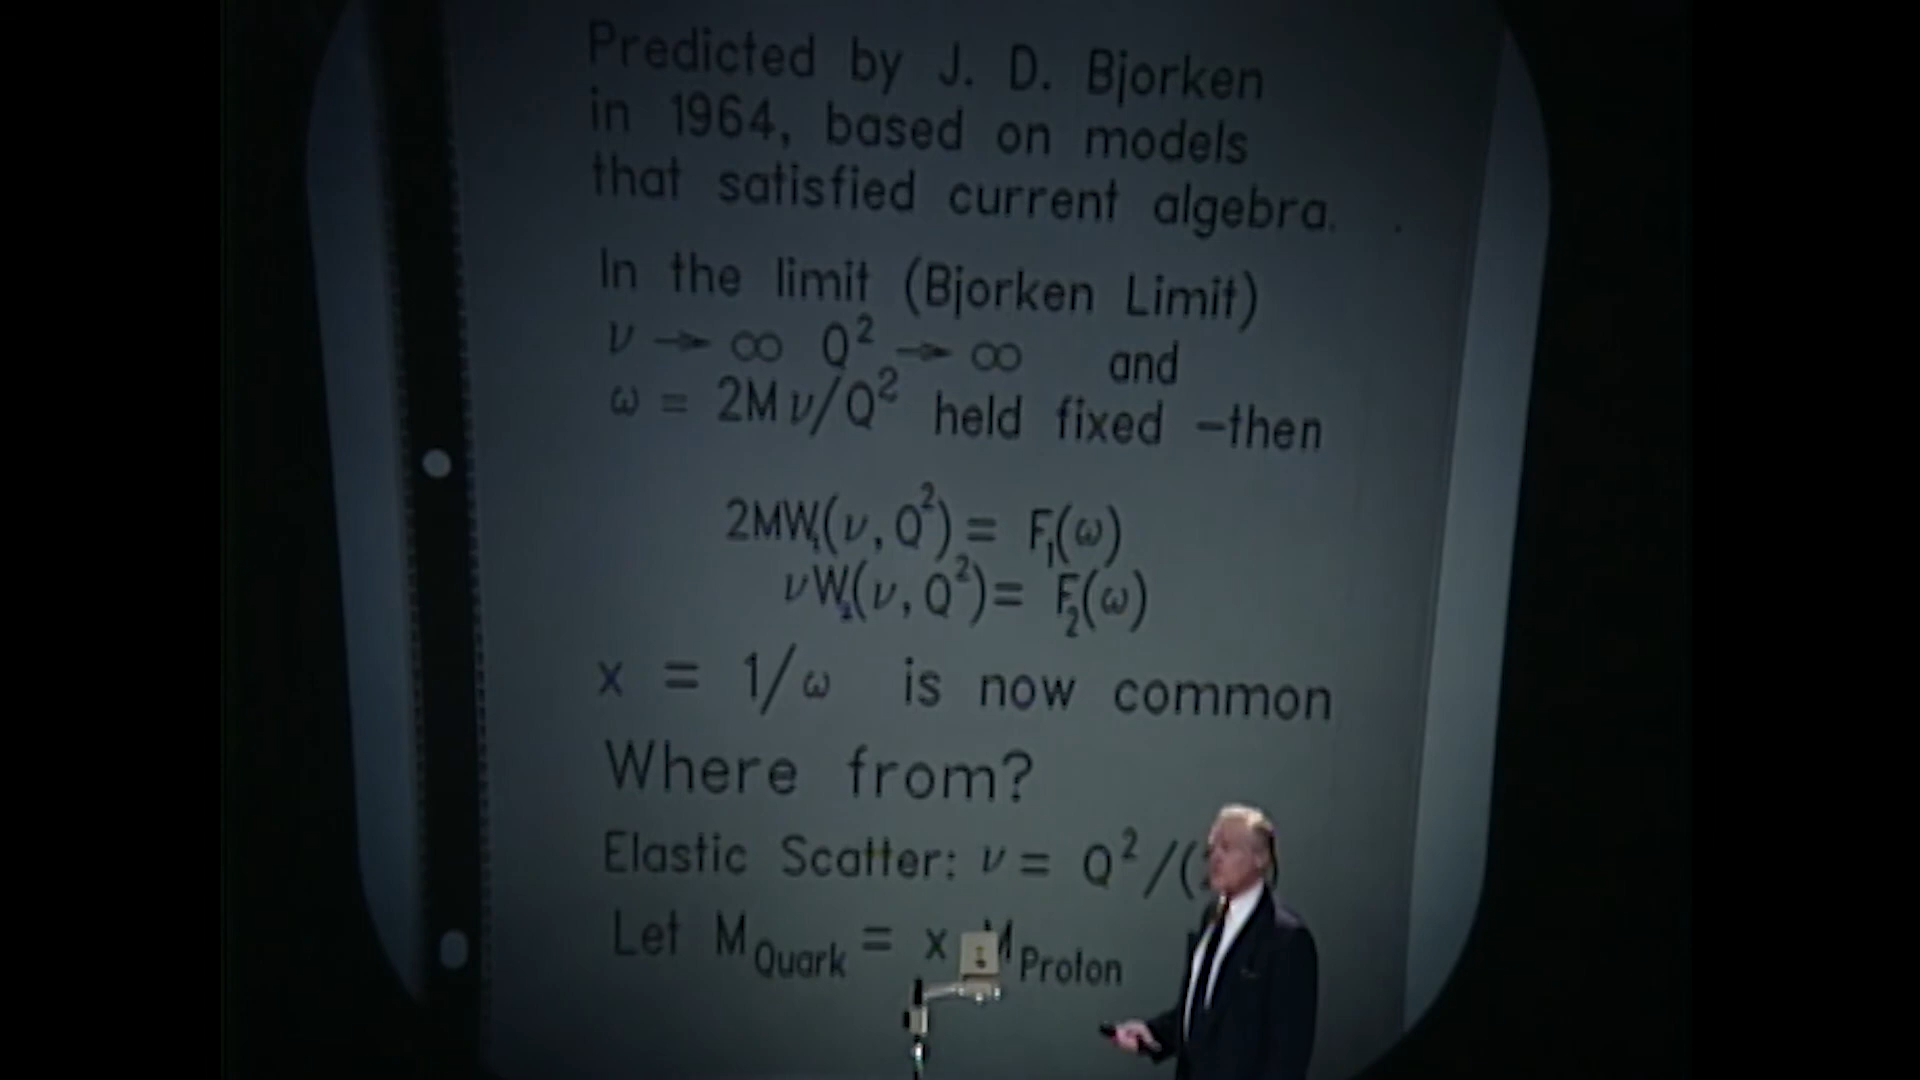 Predicted by J. D. Bjorken
in 1964, based on models
that satisfied current algebra.
In the limit (Bjorken Limit)
ν → ∞ Q² → ∞ and
ω = 2Mν/Q² held fixed –then
2MW₁(ν, Q²) = F₁(ω)
νW₂(ν, Q²) = F₂(ω)
x = 1/ω is now common
Where from?
Elastic Scatter: ν = Q²/(
Let M Quark = x M Proton